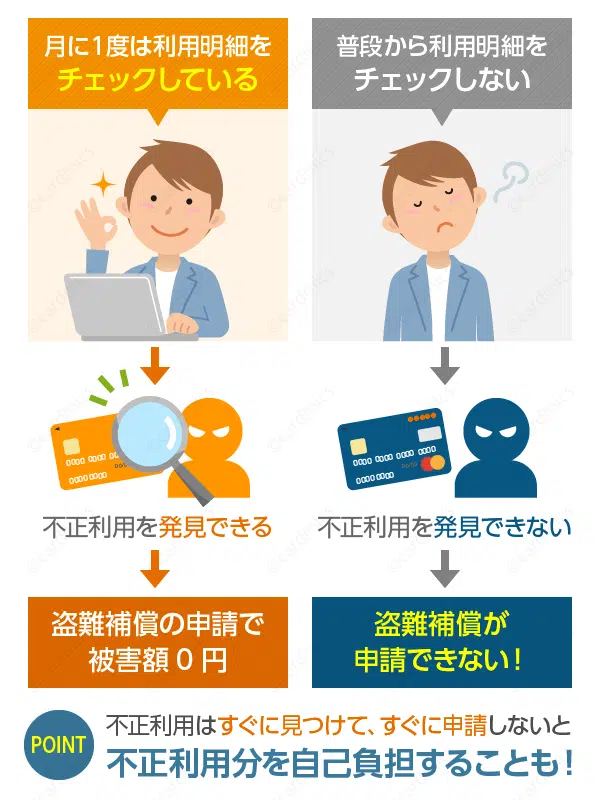 月に1度は利用明細を
チェックしている
普段から利用明細を
チェックしない
不正利用を発見できる
不正利用を発見できない
盗難補償の申請で
被害額0円
盗難補償が
申請できない！
POINT
不正利用はすぐに見つけて、すぐに申請しないと
不正利用分を自己負担することも！